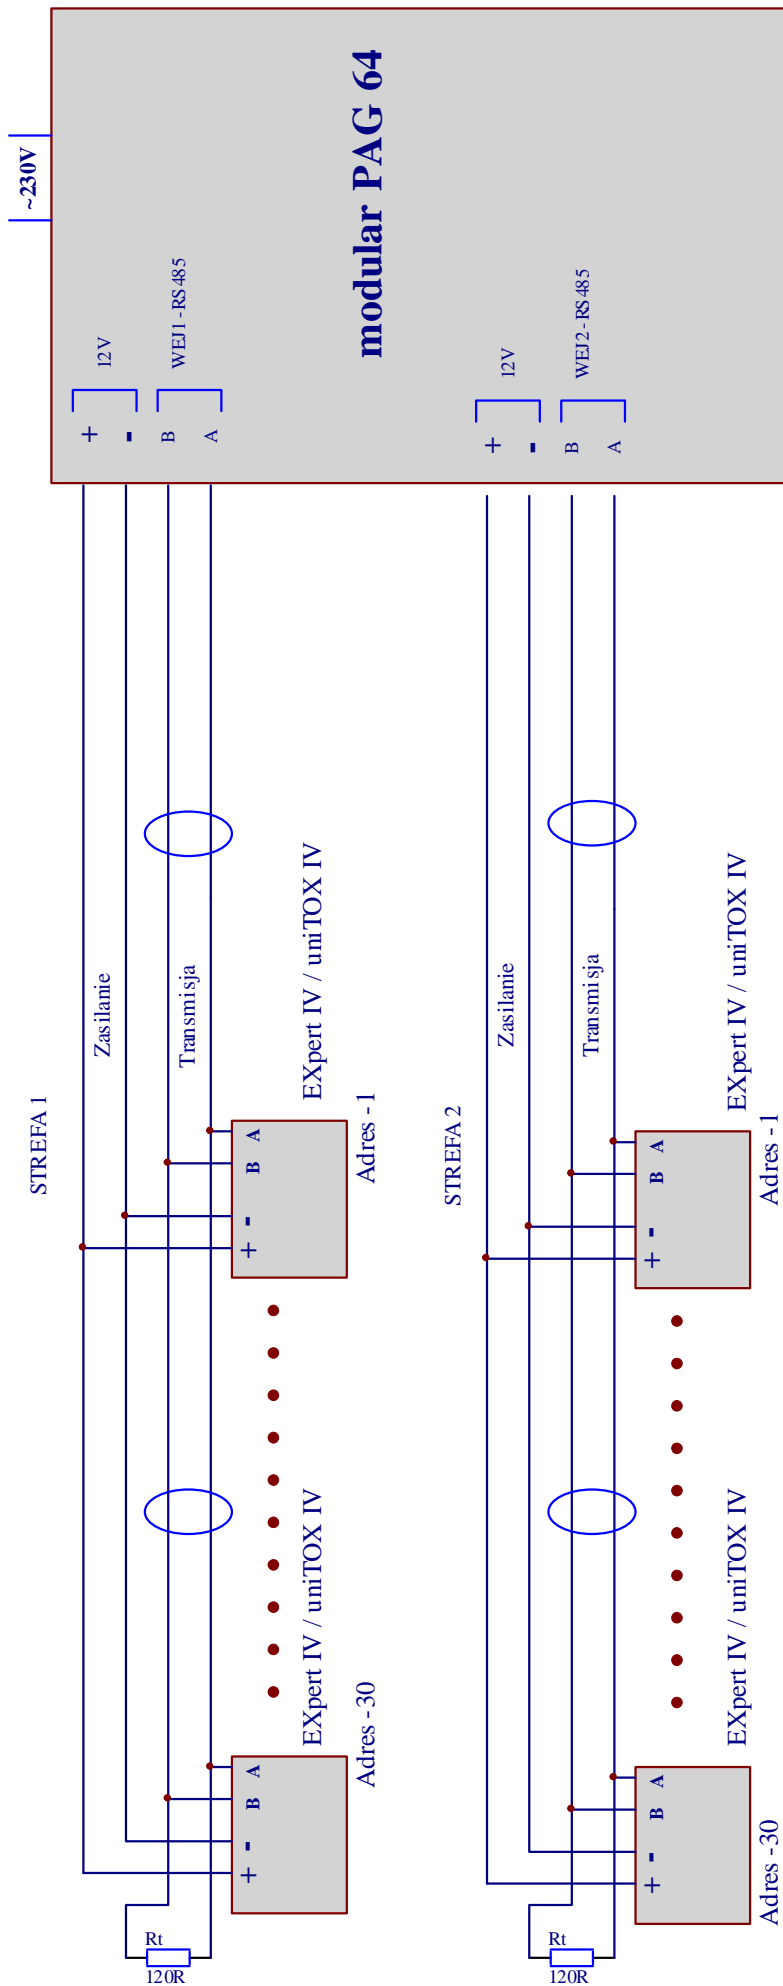 ~230V
modular PAG 64
12V
WEJ1 - RS485
+
-
B
A
12V
WEJ2 - RS485
+
-
B
A
STREFA 1
Zasilanie
Transmisja
EXpert IV / uniTOX IV
Adres - 1
+
-
B
A
EXpert IV / uniTOX IV
Adres - 30
+
-
B
A
Rt
120R
STREFA 2
Zasilanie
Transmisja
EXpert IV / uniTOX IV
Adres - 1
+
-
B
A
EXpert IV / uniTOX IV
Adres - 30
+
-
B
A
Rt
120R